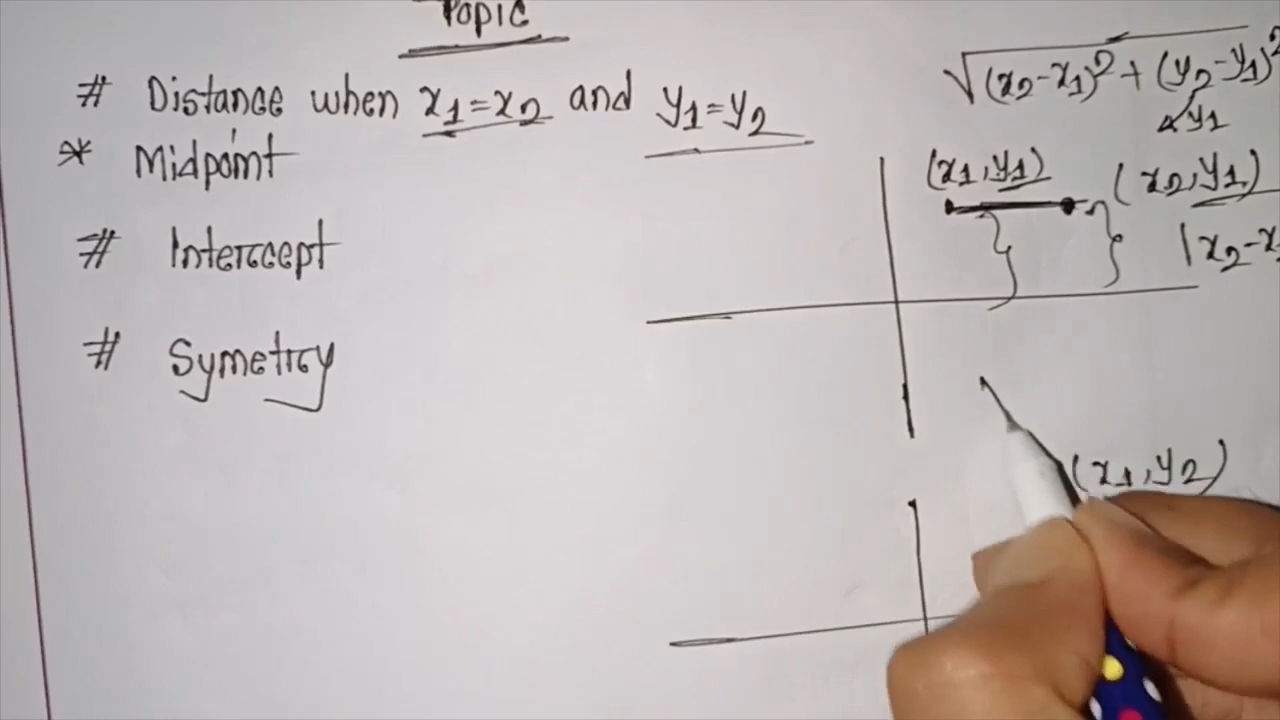 Topic
# Distance when x1=x2 and y1=y2
* Midpoint
# Intercept
# Symetry
√(x2-x1)²+(y2-y1)²
y1
(x1,y1) (x2,y1)
|x2-x
(x1,y2)